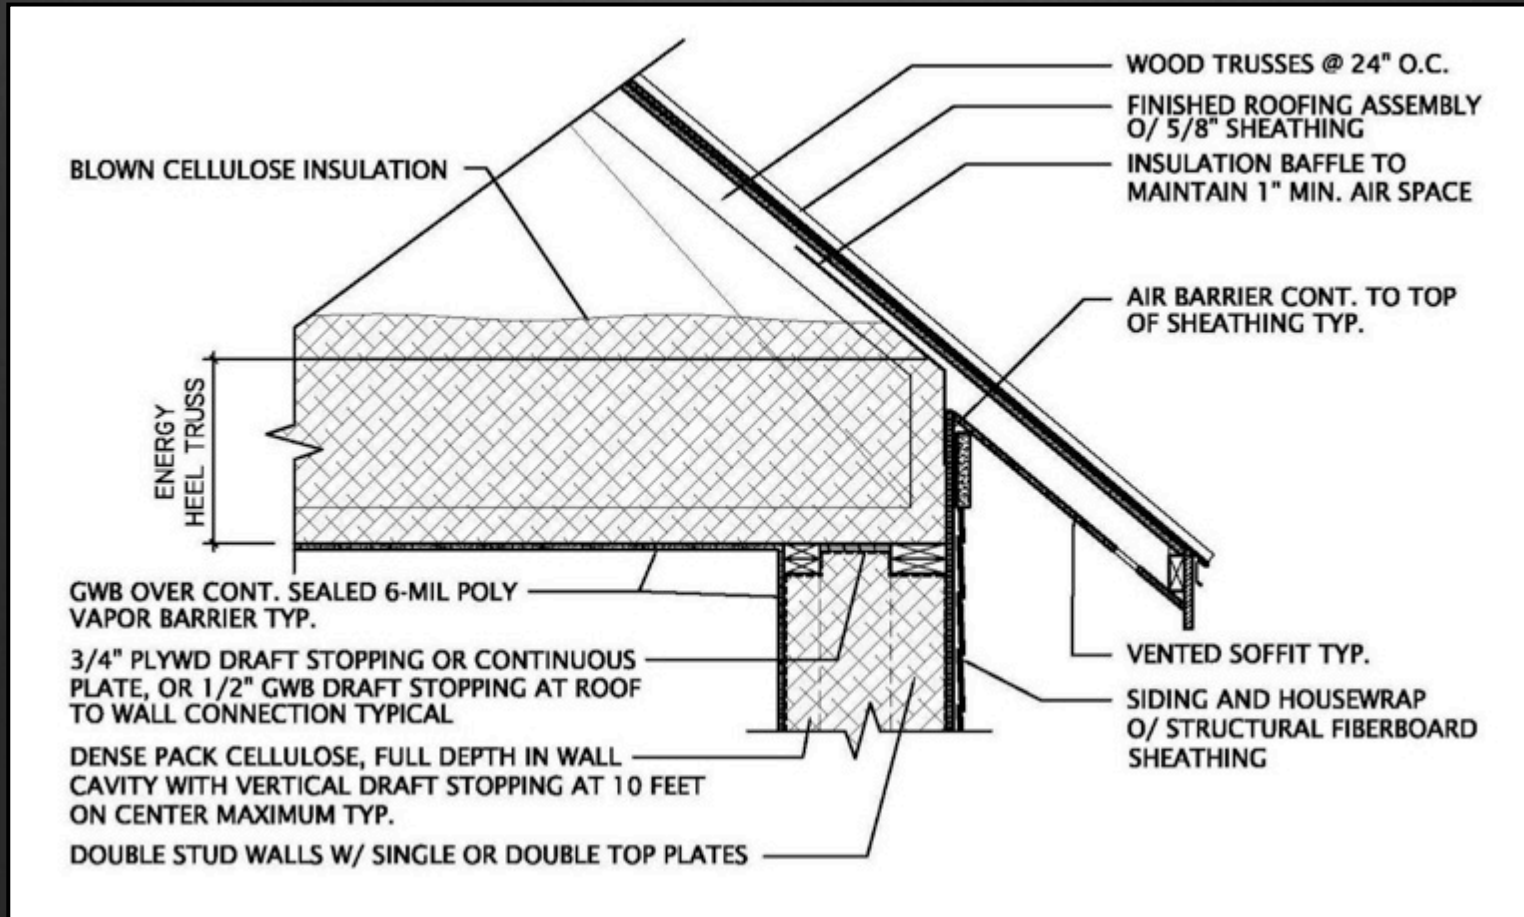 WOOD TRUSSES @ 24" O.C.
FINISHED ROOFING ASSEMBLY
O/ 5/8" SHEATHING
INSULATION BAFFLE TO
MAINTAIN 1" MIN. AIR SPACE
BLOWN CELLULOSE INSULATION
AIR BARRIER CONT. TO TOP
OF SHEATHING TYP.
ENERGY
HEEL TRUSS
GWB OVER CONT. SEALED 6-MIL POLY
VAPOR BARRIER TYP.
3/4" PLYWD DRAFT STOPPING OR CONTINUOUS
PLATE, OR 1/2" GWB DRAFT STOPPING AT ROOF
TO WALL CONNECTION TYPICAL
DENSE PACK CELLULOSE, FULL DEPTH IN WALL
CAVITY WITH VERTICAL DRAFT STOPPING AT 10 FEET
ON CENTER MAXIMUM TYP.
DOUBLE STUD WALLS W/ SINGLE OR DOUBLE TOP PLATES
VENTED SOFFIT TYP.
SIDING AND HOUSEWRAP
O/ STRUCTURAL FIBERBOARD
SHEATHING